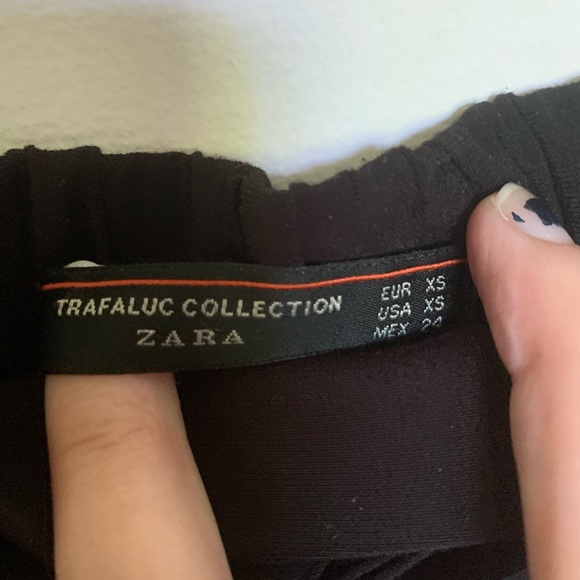 TRAFALUC COLLECTION
ZARA
EUR XS
USA XS
MEX 24